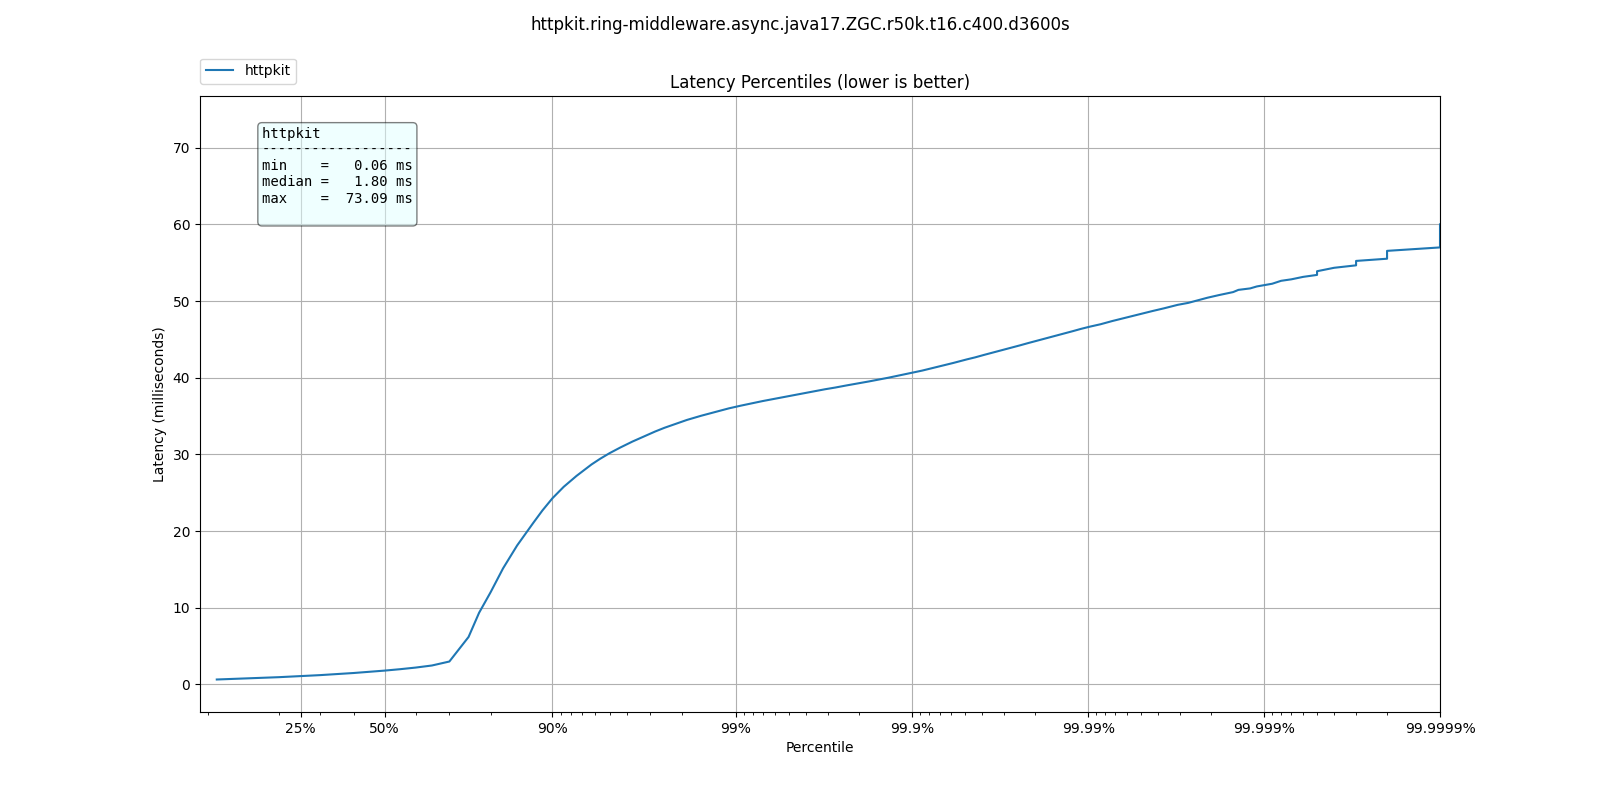 httpkit.ring-middleware.async.java17.ZGC.r50k.t16.c400.d3600s
httpkit
Latency Percentiles (lower is better)
httpkit
------------------
min    =   0.06 ms
median =   1.80 ms
max    =  73.09 ms
70
60
50
40
30
20
10
0
Latency (milliseconds)
25% 50% 90% 99% 99.9% 99.99% 99.999% 99.9999%
Percentile